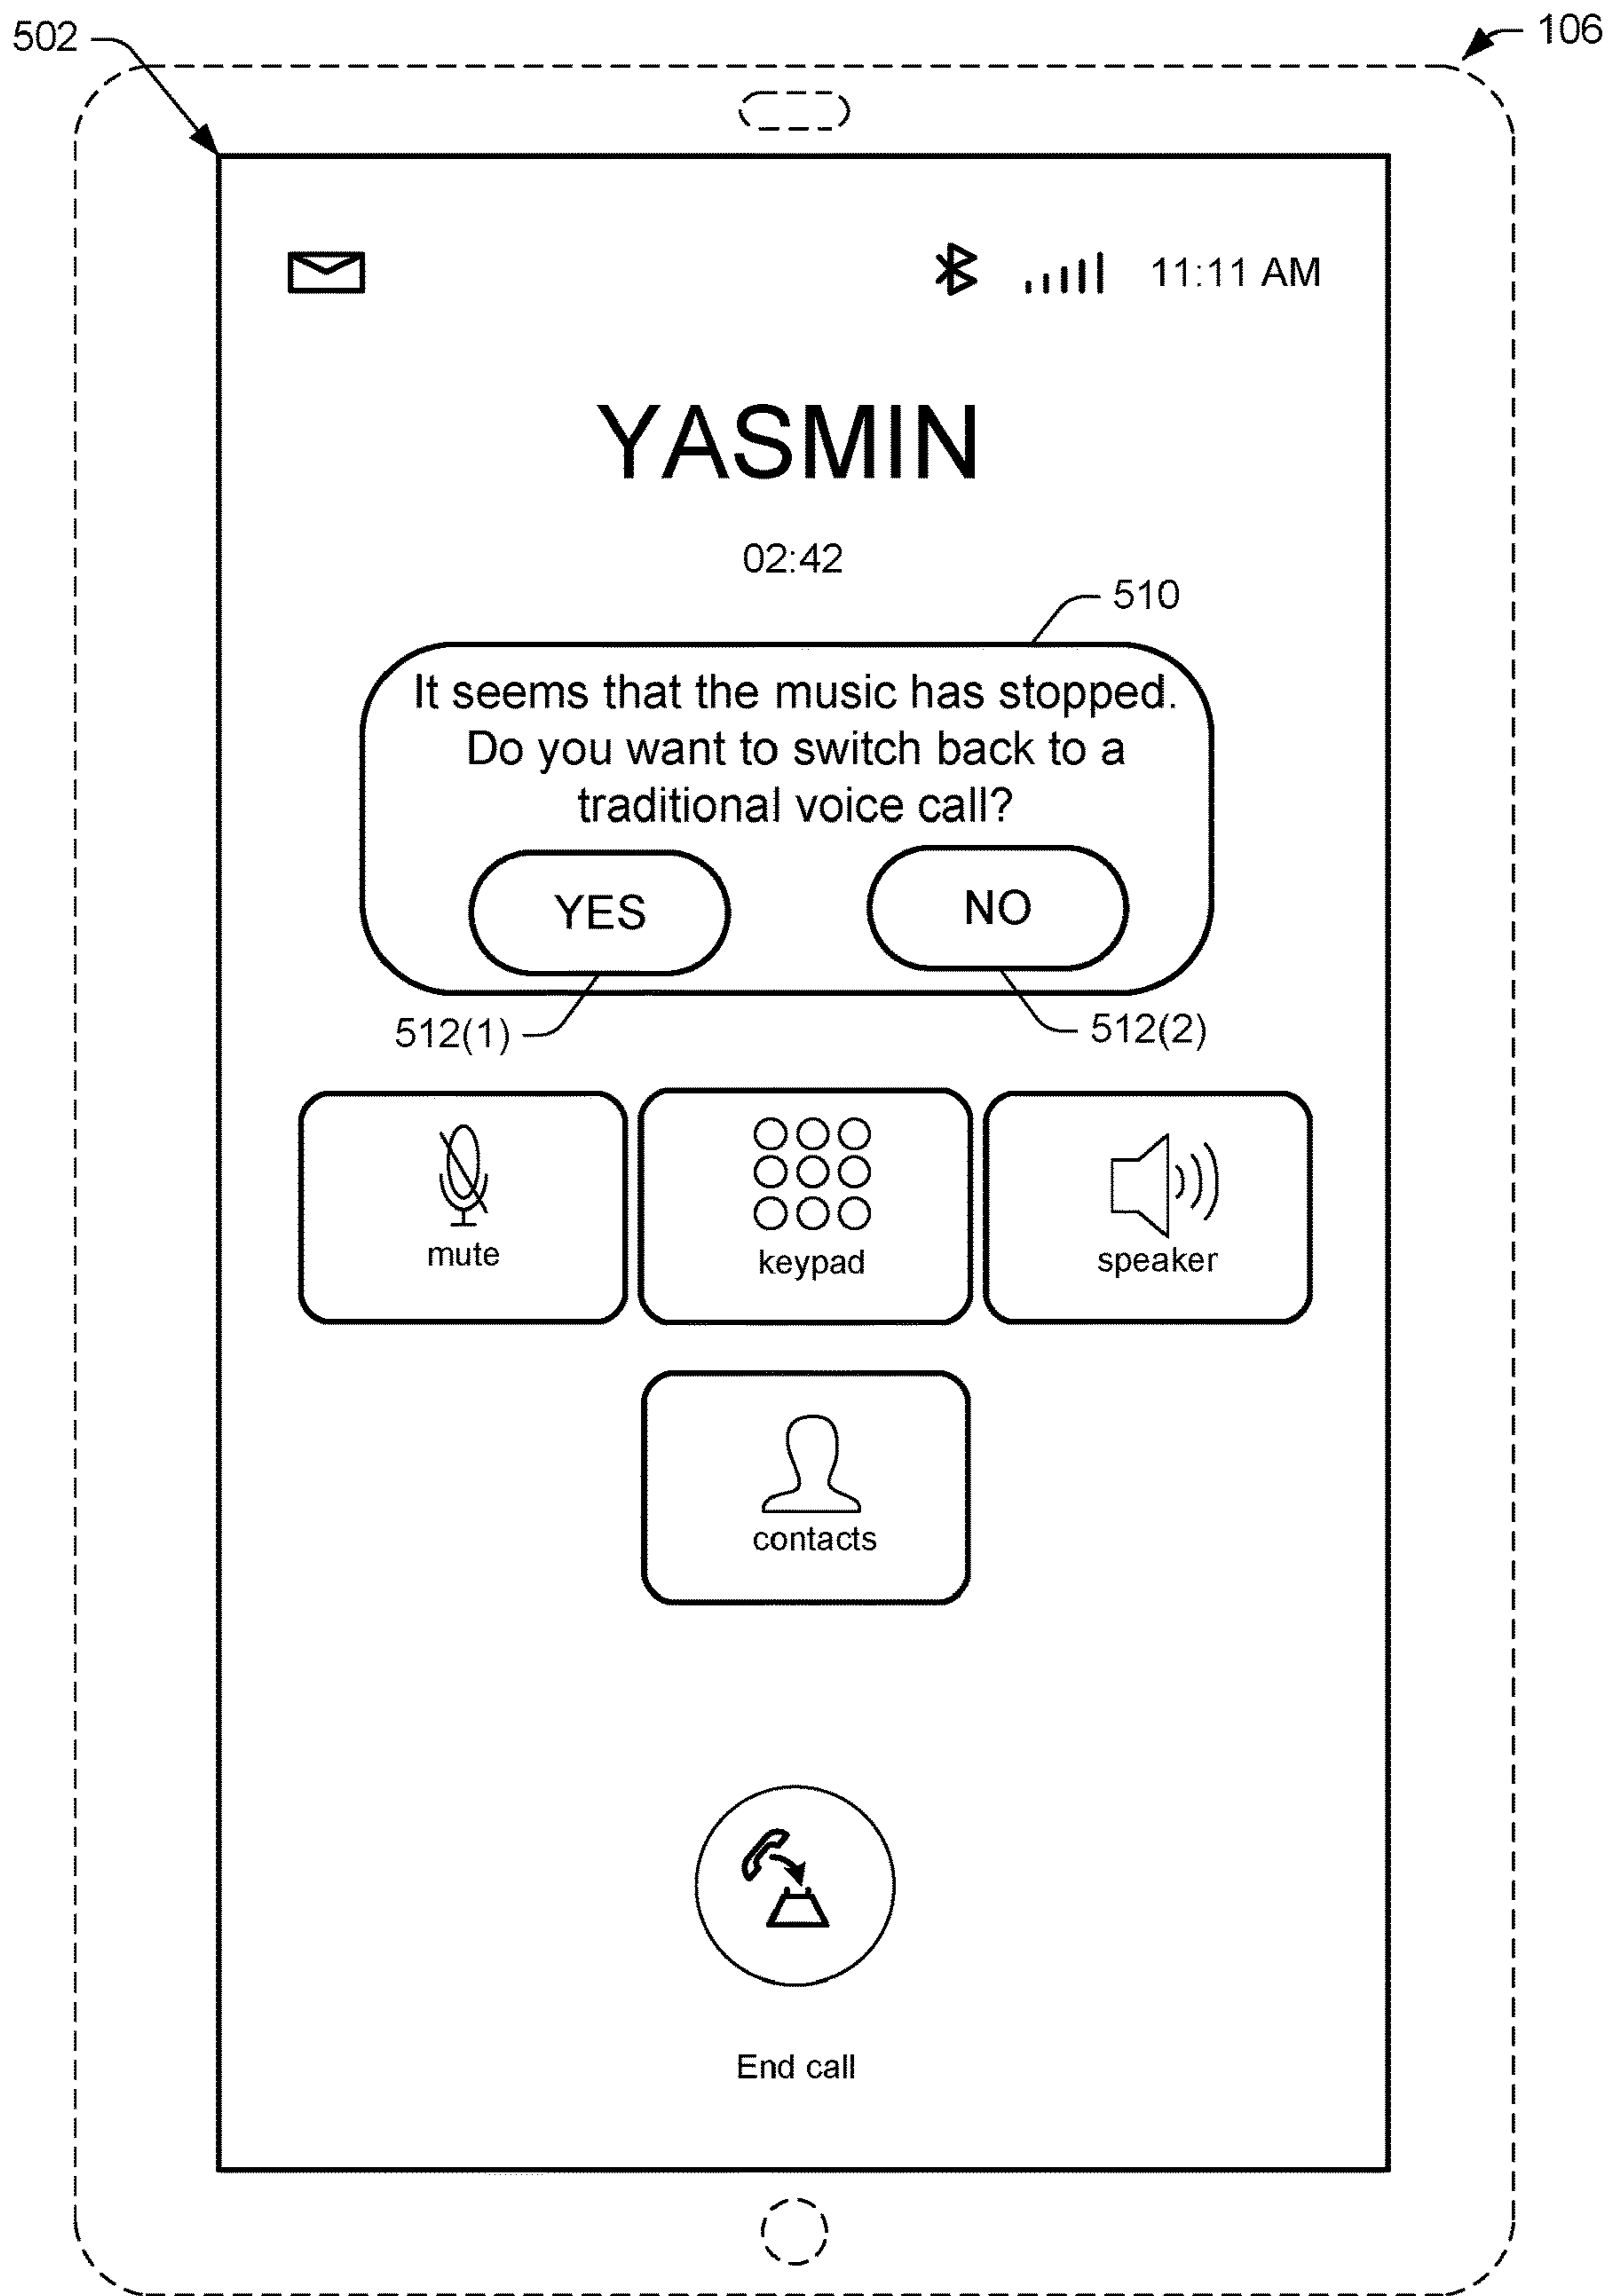 502
106
11:11 AM
YASMIN
02:42
510
It seems that the music has stopped.
Do you want to switch back to a
traditional voice call?
YES
NO
512(1)
512(2)
mute
keypad
speaker
contacts
End call